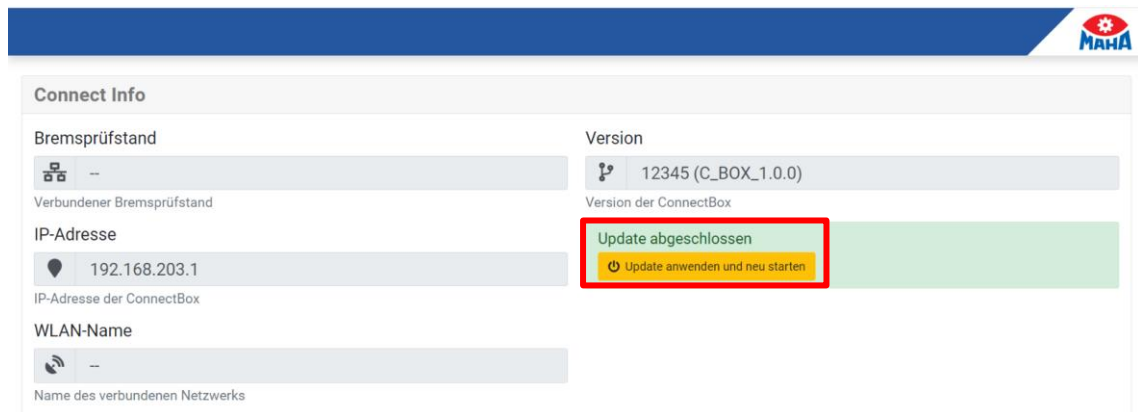 MAHA
Connect Info
Bremsprüfstand
--
Verbundener Bremsprüfstand
IP-Adresse
192.168.203.1
IP-Adresse der ConnectBox
WLAN-Name
--
Name des verbundenen Netzwerks
Version
12345 (C_BOX_1.0.0)
Version der ConnectBox
Update abgeschlossen
Update anwenden und neu starten